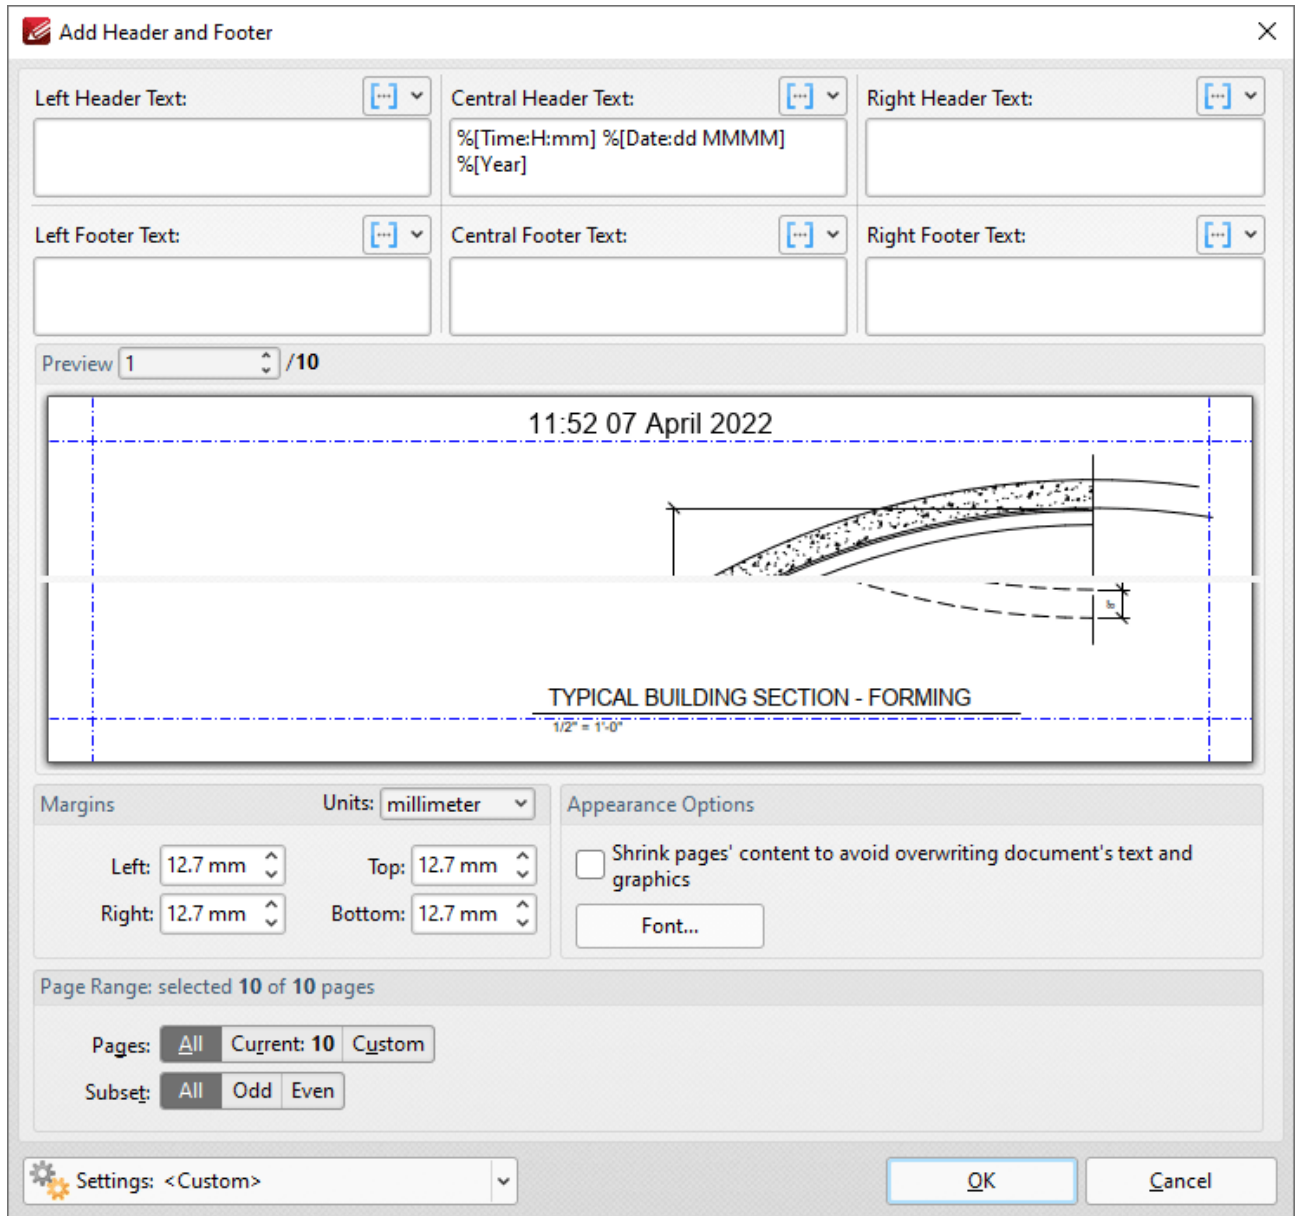 Add Header and Footer
Left Header Text:
Central Header Text:
Right Header Text:
%[Time:H:mm] %[Date:dd MMMM]
%[Year]
Left Footer Text:
Central Footer Text:
Right Footer Text:
Preview 1 /10
11:52 07 April 2022
6"
TYPICAL BUILDING SECTION - FORMING
1/2" = 1'-0"
Margins
Units: millimeter
Appearance Options
Left: 12.7 mm
Top: 12.7 mm
Right: 12.7 mm
Bottom: 12.7 mm
Shrink pages' content to avoid overwriting document's text and
graphics
Font...
Page Range: selected 10 of 10 pages
Pages: All Current: 10 Custom
Subset: All Odd Even
Settings: <Custom>
OK
Cancel